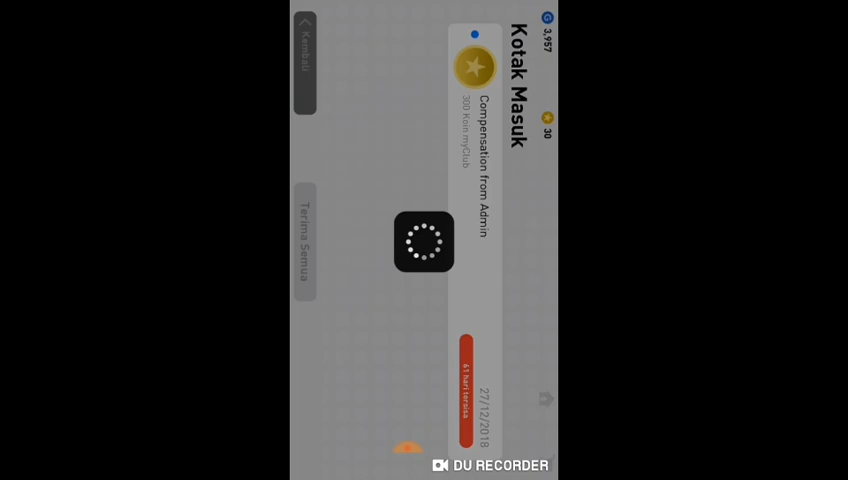 3,957
30
Kotak Masuk
Compensation from Admin
300 Koin myClub
27/12/2018
61 hari tersisa
Kembali
Terima Semua
DU RECORDER